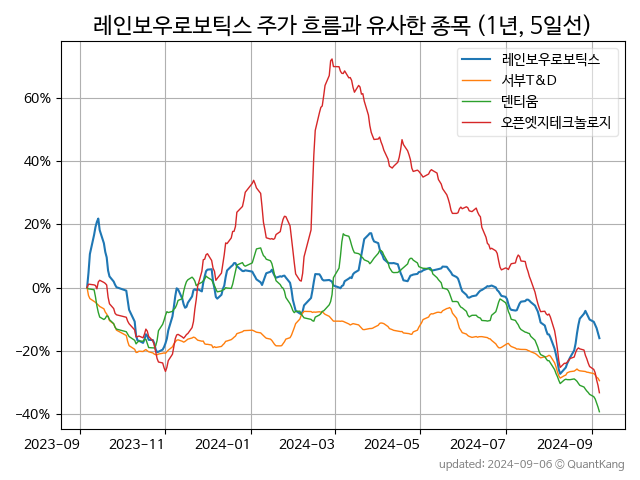 레인보우로보틱스 주가 흐름과 유사한 종목 (1년, 5일선)
레인보우로보틱스
서부T&D
덴티움
오픈엣지테크놀로지
60%
40%
20%
0%
−20%
−40%
2023-09 2023-11 2024-01 2024-03 2024-05 2024-07 2024-09
updated: 2024-09-06 © QuantKang